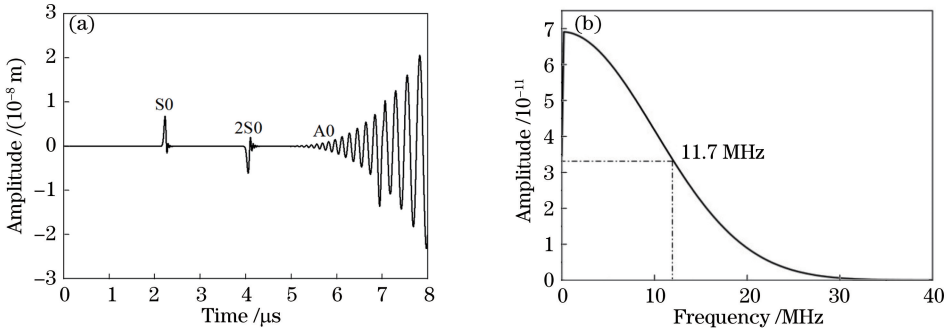 (a)
3
2
1
0
−1
−2
−3
Amplitude /(10⁻⁸ m)
S0
2S0
A0
0 1 2 3 4 5 6 7 8
Time /μs
(b)
7
6
5
4
3
2
1
0
Amplitude /10⁻¹¹
11.7 MHz
0 10 20 30 40
Frequency /MHz